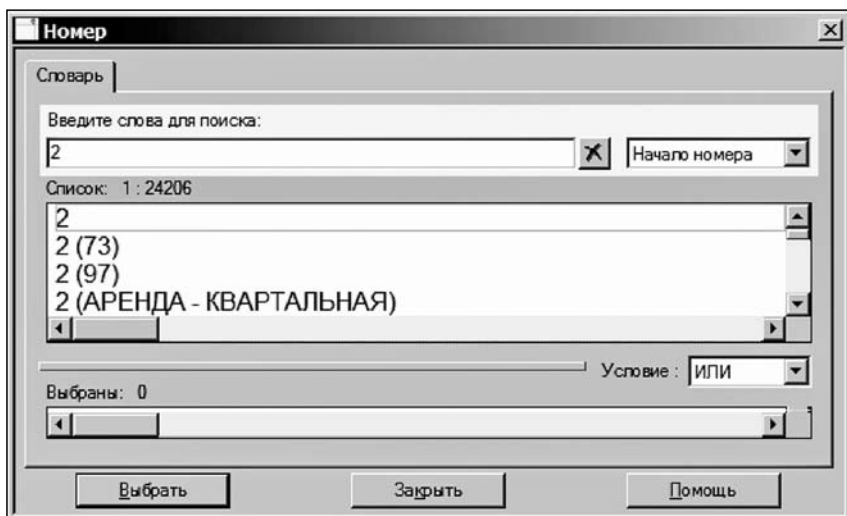 Номер
Словарь
Введите слова для поиска:
2 Начало номера
Список: 1 : 24206
2
2 (73)
2 (97)
2 (АРЕНДА - КВАРТАЛЬНАЯ)
Условие : ИЛИ
Выбраны: 0
Выбрать Закрыть Помощь